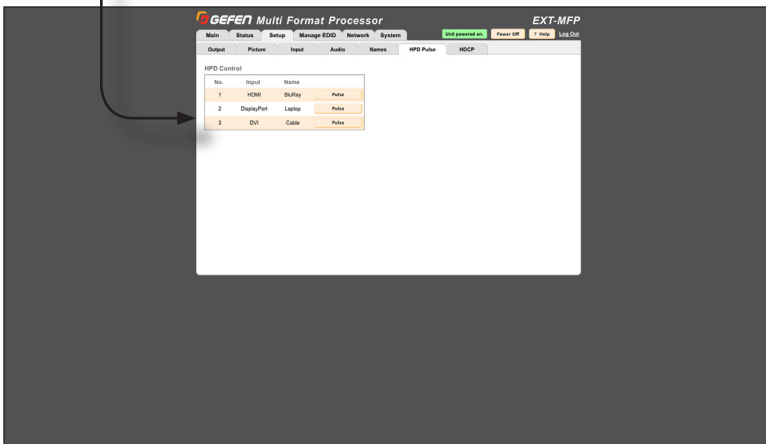 GEFEN Multi Format Processor EXT-MFP
Main Status Setup Manage EDID Network System Unit powered on. Power Off ? Help Log Out
Output Picture Input Audio Names HPD Pulse HDCP
HPD Control
No. Input Name
1 HDMI BluRay Pulse
2 DisplayPort Laptop Pulse
3 DVI Cable Pulse